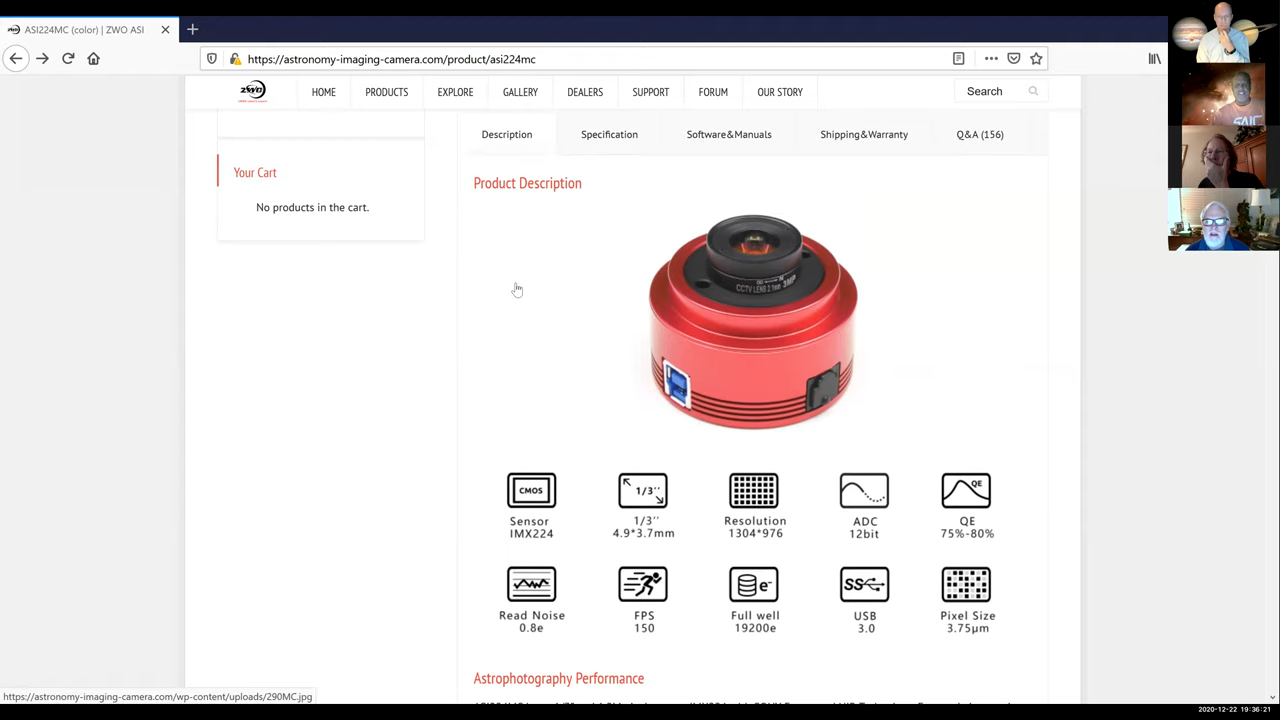 ASI224MC (color) | ZWO ASI
https://astronomy-imaging-camera.com/product/asi224mc
ZWO
HOME
PRODUCTS
EXPLORE
GALLERY
DEALERS
SUPPORT
FORUM
OUR STORY
Search
Description
Specification
Software&Manuals
Shipping&Warranty
Q&A (156)
Your Cart
No products in the cart.
Product Description
CCTV LENS 2.1mm 3MP
CMOS
1/3''
Sensor
IMX224
1/3''
4.9*3.7mm
Resolution
1304*976
ADC
12bit
QE
75%-80%
e-
SS
Read Noise
0.8e
FPS
150
Full well
19200e
USB
3.0
Pixel Size
3.75μm
Astrophotography Performance
https://astronomy-imaging-camera.com/wp-content/uploads/290MC.jpg
2020-12-22 19:36:21